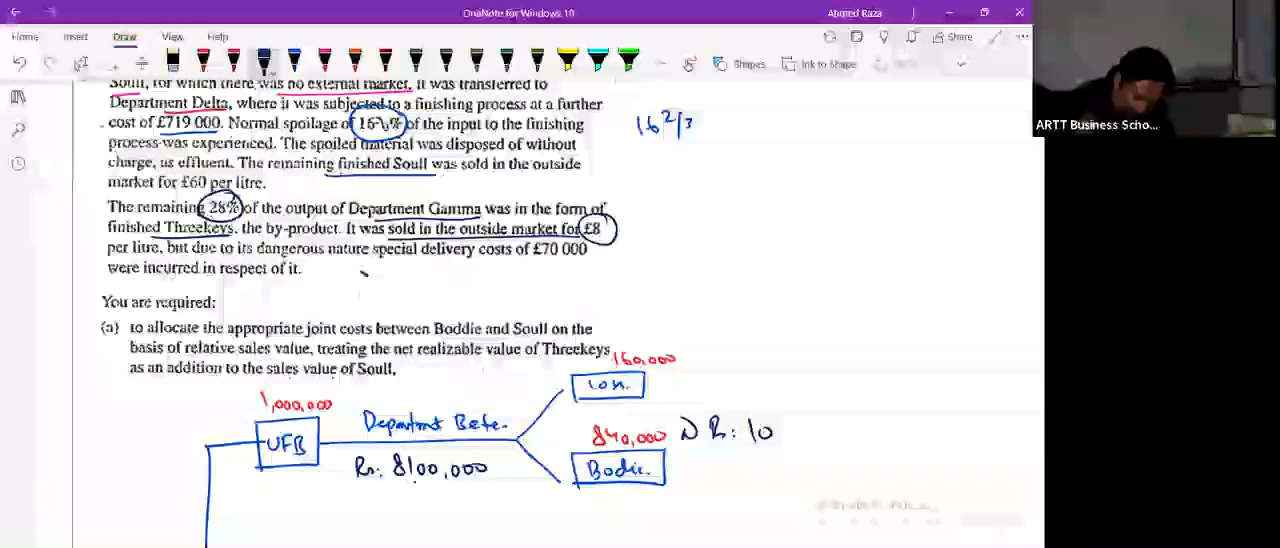 OneNote for Windows 10
Ahmed Raza
Home Insert Draw View Help
Share
Shapes Ink to Shape
Soull, for which there was no external market. It was transferred to
Department Delta, where it was subjected to a finishing process at a further
cost of £719 000. Normal spoilage of 16⅔% of the input to the finishing
process was experienced. The spoiled material was disposed of without
charge, as effluent. The remaining finished Soull was sold in the outside
market for £60 per litre.
The remaining 28% of the output of Department Gamma was in the form of
finished Threekeys, the by-product. It was sold in the outside market for £8
per litre, but due to its dangerous nature special delivery costs of £70 000
were incurred in respect of it.
You are required:
(a) to allocate the appropriate joint costs between Boddie and Soull on the
basis of relative sales value, treating the net realizable value of Threekeys
as an addition to the sales value of Soull,
16 2/3
160,000
Loss.
1,000,000
UFB
Department Beta.
Rs: 8100,000
840,000
Bodie.
R: 10
ARTT Business Scho...